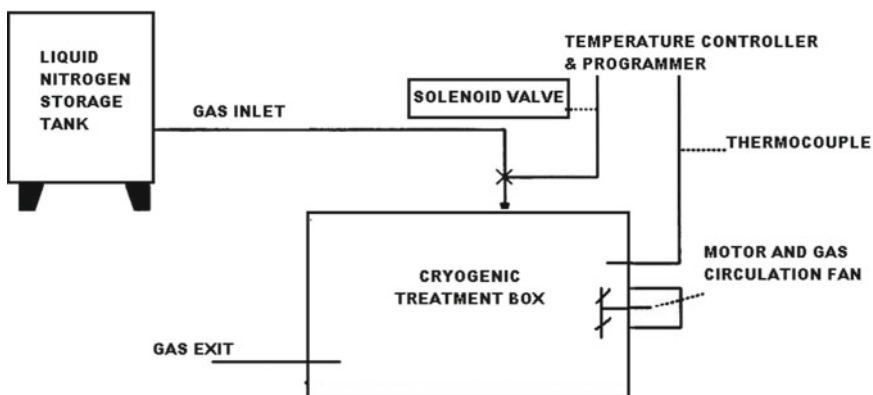 LIQUID
NITROGEN
STORAGE
TANK
GAS INLET
SOLENOID VALVE
TEMPERATURE CONTROLLER
& PROGRAMMER
THERMOCOUPLE
MOTOR AND GAS
CIRCULATION FAN
CRYOGENIC
TREATMENT BOX
GAS EXIT